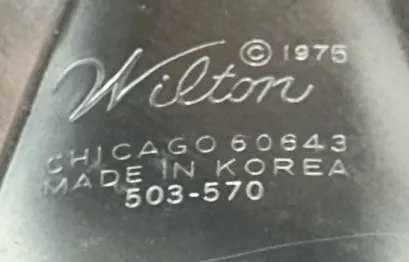 © 1975
Wilton
CHICAGO 60643
MADE IN KOREA
503-570